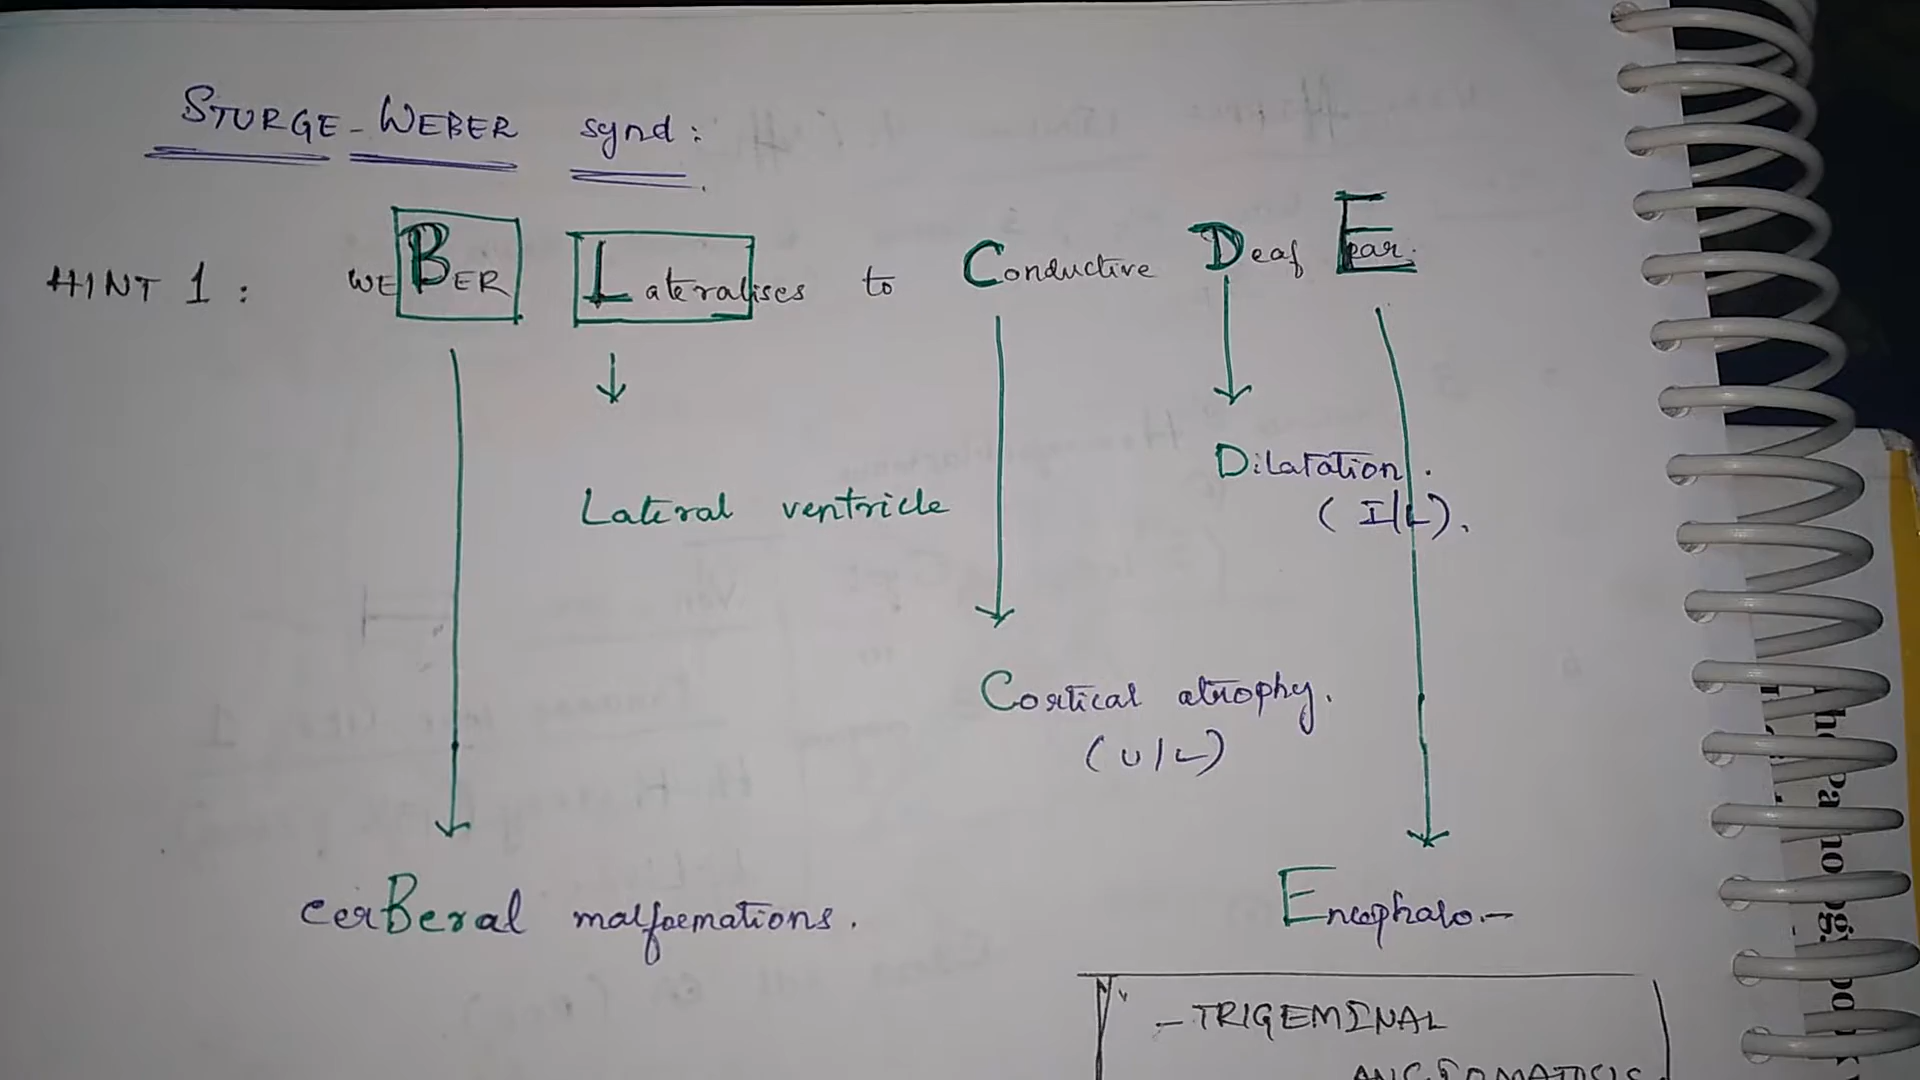 STURGE-WEBER synd:
HINT 1: WEBER Lateralises to Conductive Deaf Ear.
Dilatation.
(I/L).
Lateral ventricle
Cortical atrophy.
(U/L)
cerBeral malformations.
Encephalo.-
- TRIGEMINAL
ANGIOMATOSIS.